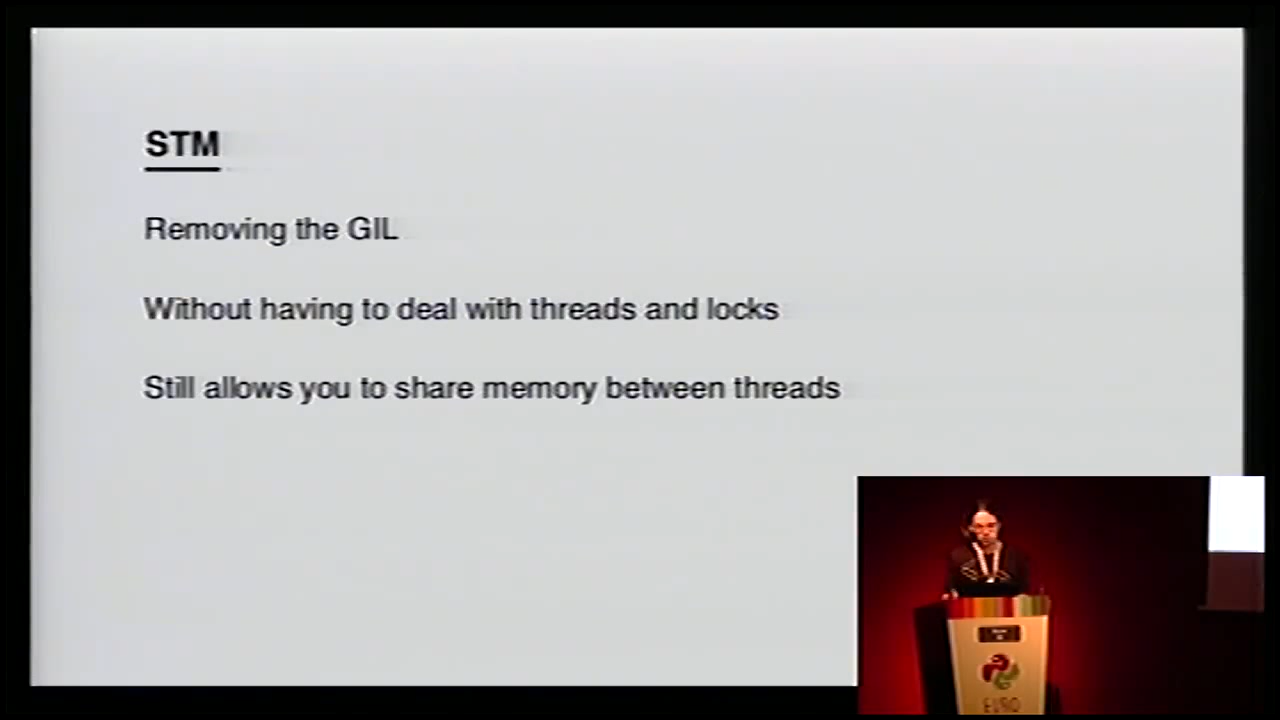 STM
Removing the GIL
Without having to deal with threads and locks
Still allows you to share memory between threads
EURO